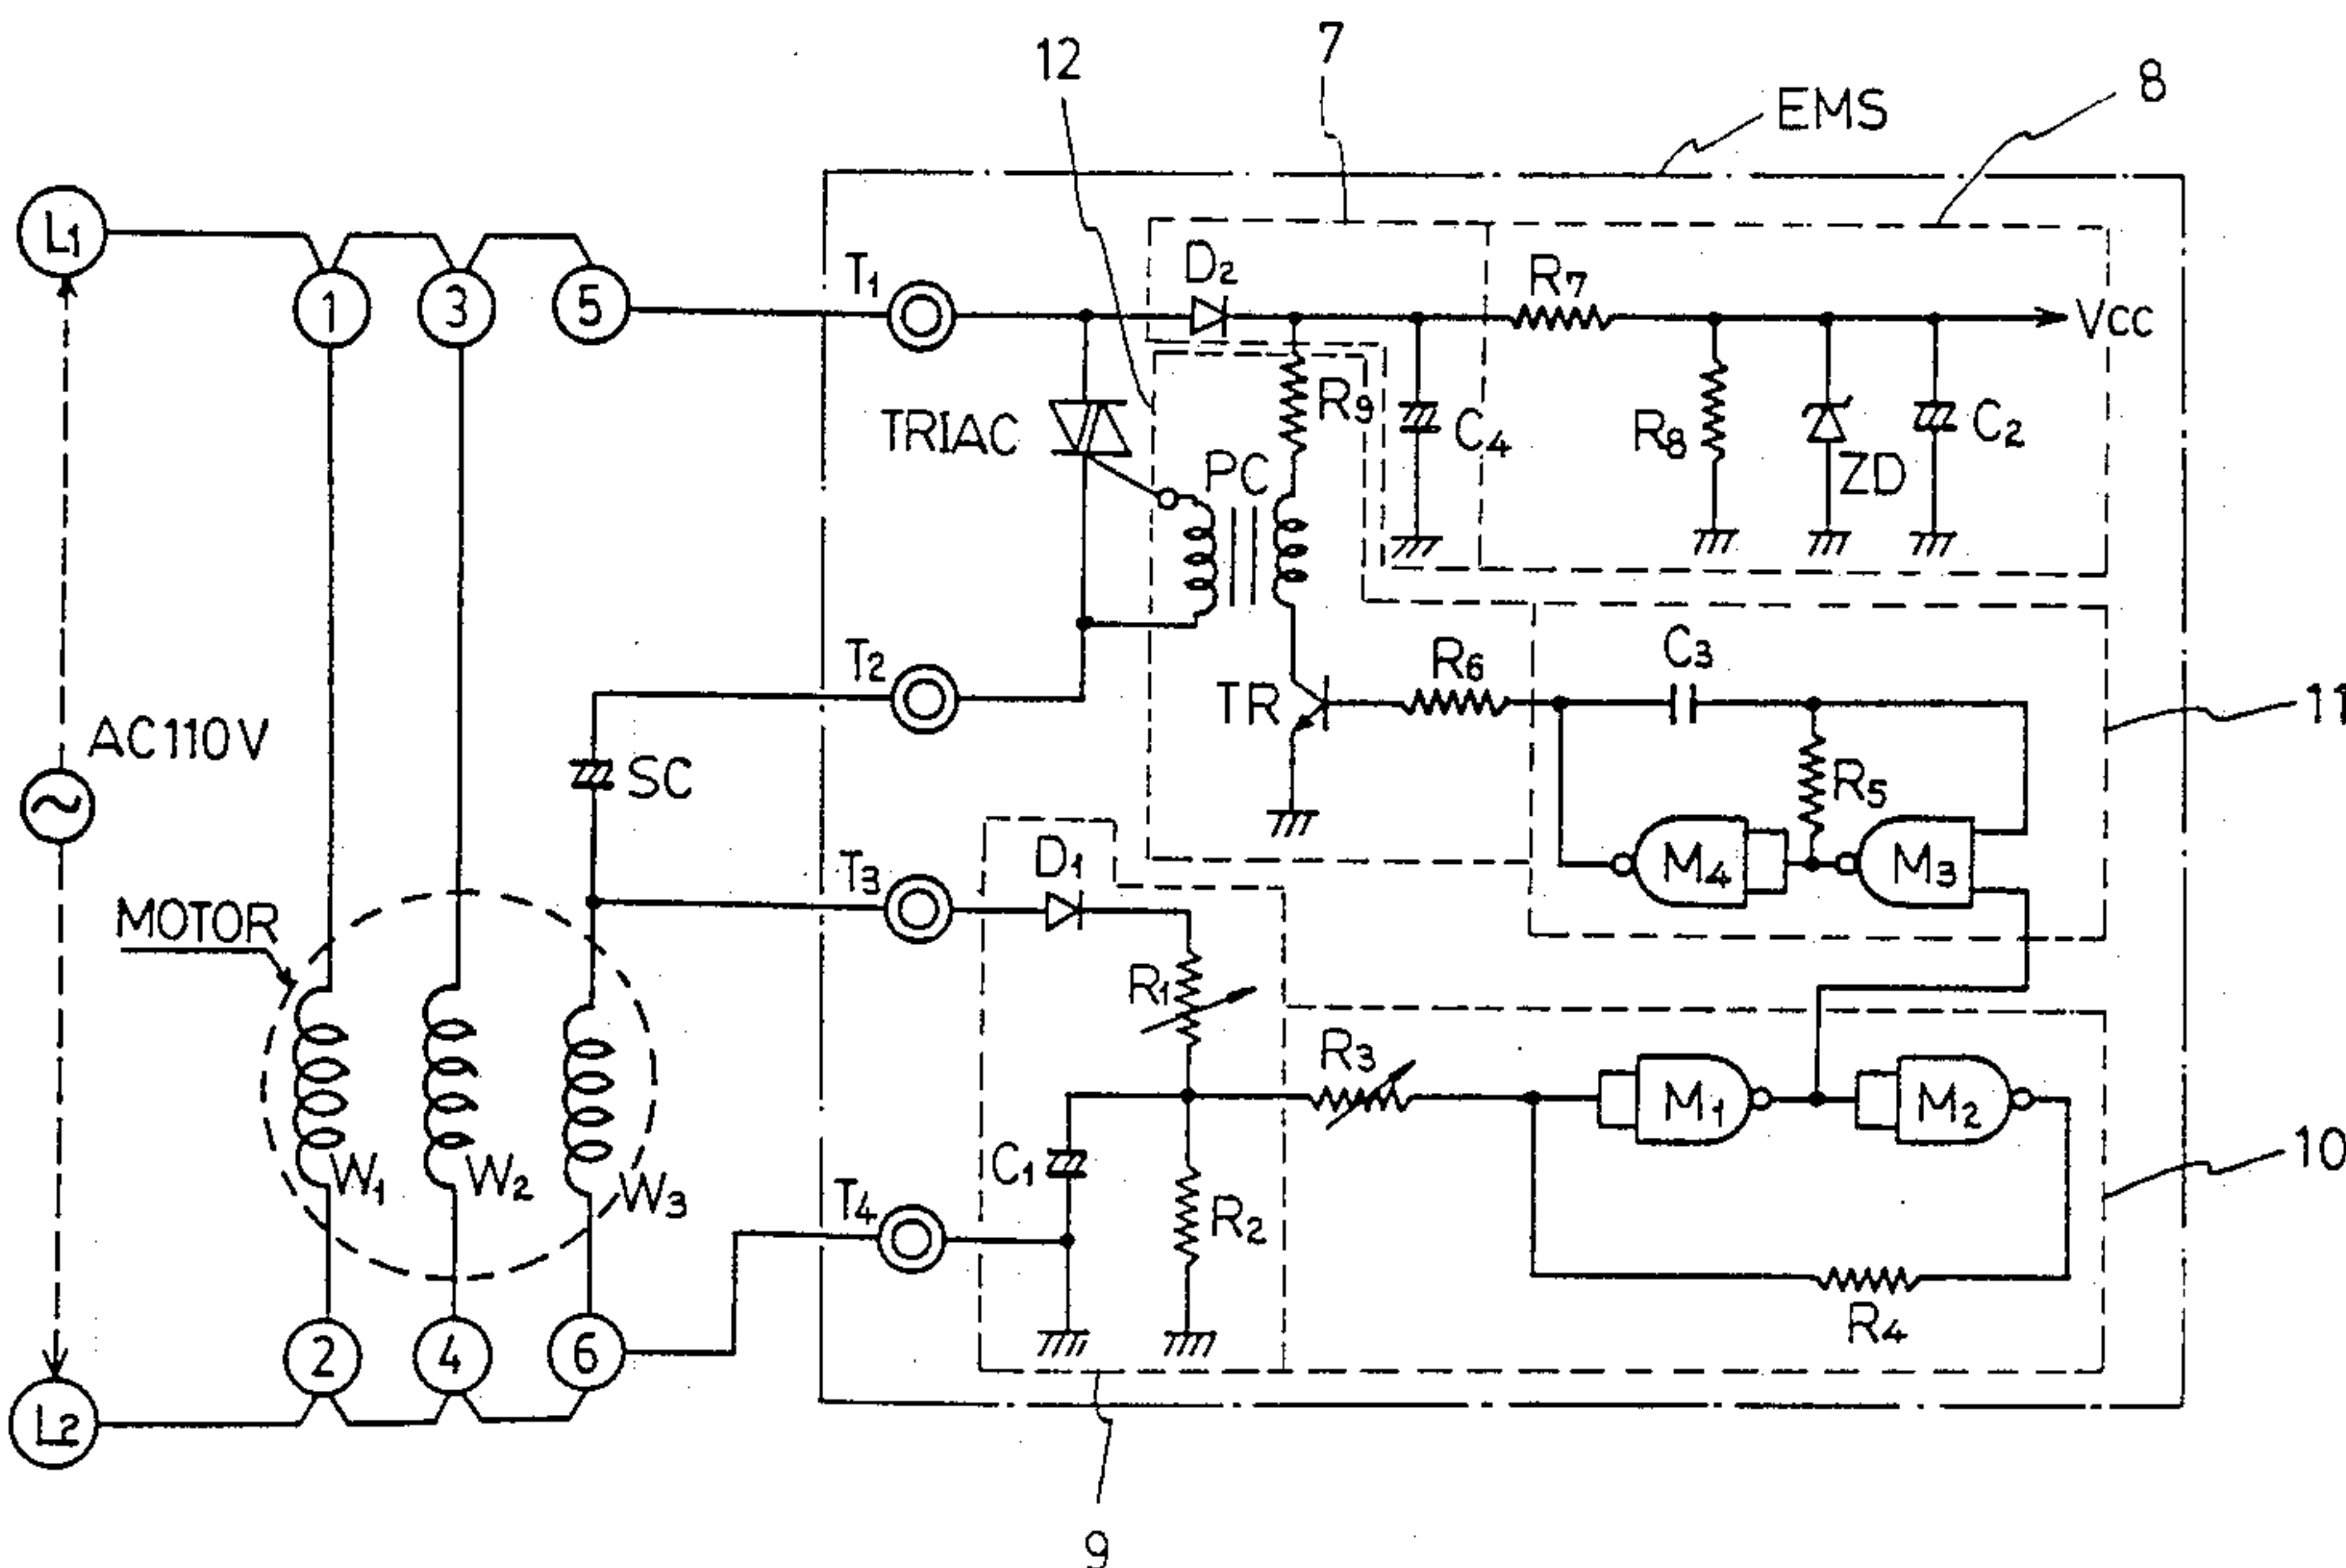 7
12
8
EMS
L1
T1
D2
R7
1
3
5
VCC
R9
TRIAC
C4
R8
C2
ZD
PC
T2
R6
C3
TR
11
AC110V
SC
R5
T3
D1
M4
M3
MOTOR
R1
R3
M1
M2
C1
10
W1
W2
W3
T4
R2
R4
2
4
6
L2
9